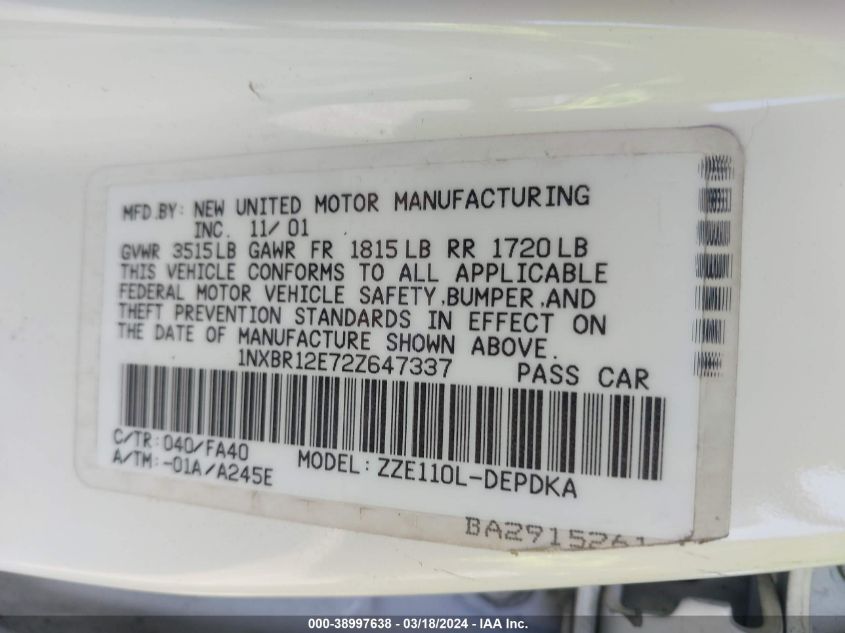 MFD.BY: NEW UNITED MOTOR MANUFACTURING
INC. 11/01
GVWR 3515LB GAWR FR 1815LB RR 1720LB
THIS VEHICLE CONFORMS TO ALL APPLICABLE
FEDERAL MOTOR VEHICLE SAFETY,BUMPER,AND
THEFT PREVENTION STANDARDS IN EFFECT ON
THE DATE OF MANUFACTURE SHOWN ABOVE.
1NXBR12E72Z647337 PASS CAR
C/TR:040/FA40
A/TM:-01A/A245E MODEL:ZZE110L-DEPDKA
000-38997638 - 03/18/2024 - IAA Inc.